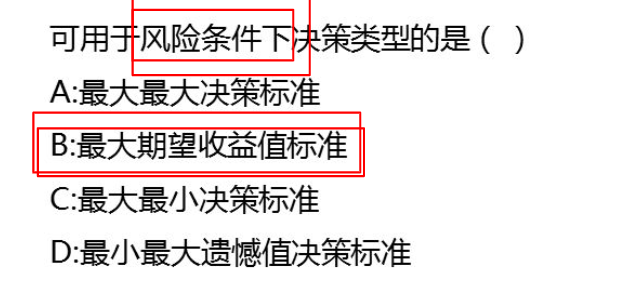 可用于风险条件下决策类型的是（ ）
A:最大最大决策标准
B:最大期望收益值标准
C:最大最小决策标准
D:最小最大遗憾值决策标准